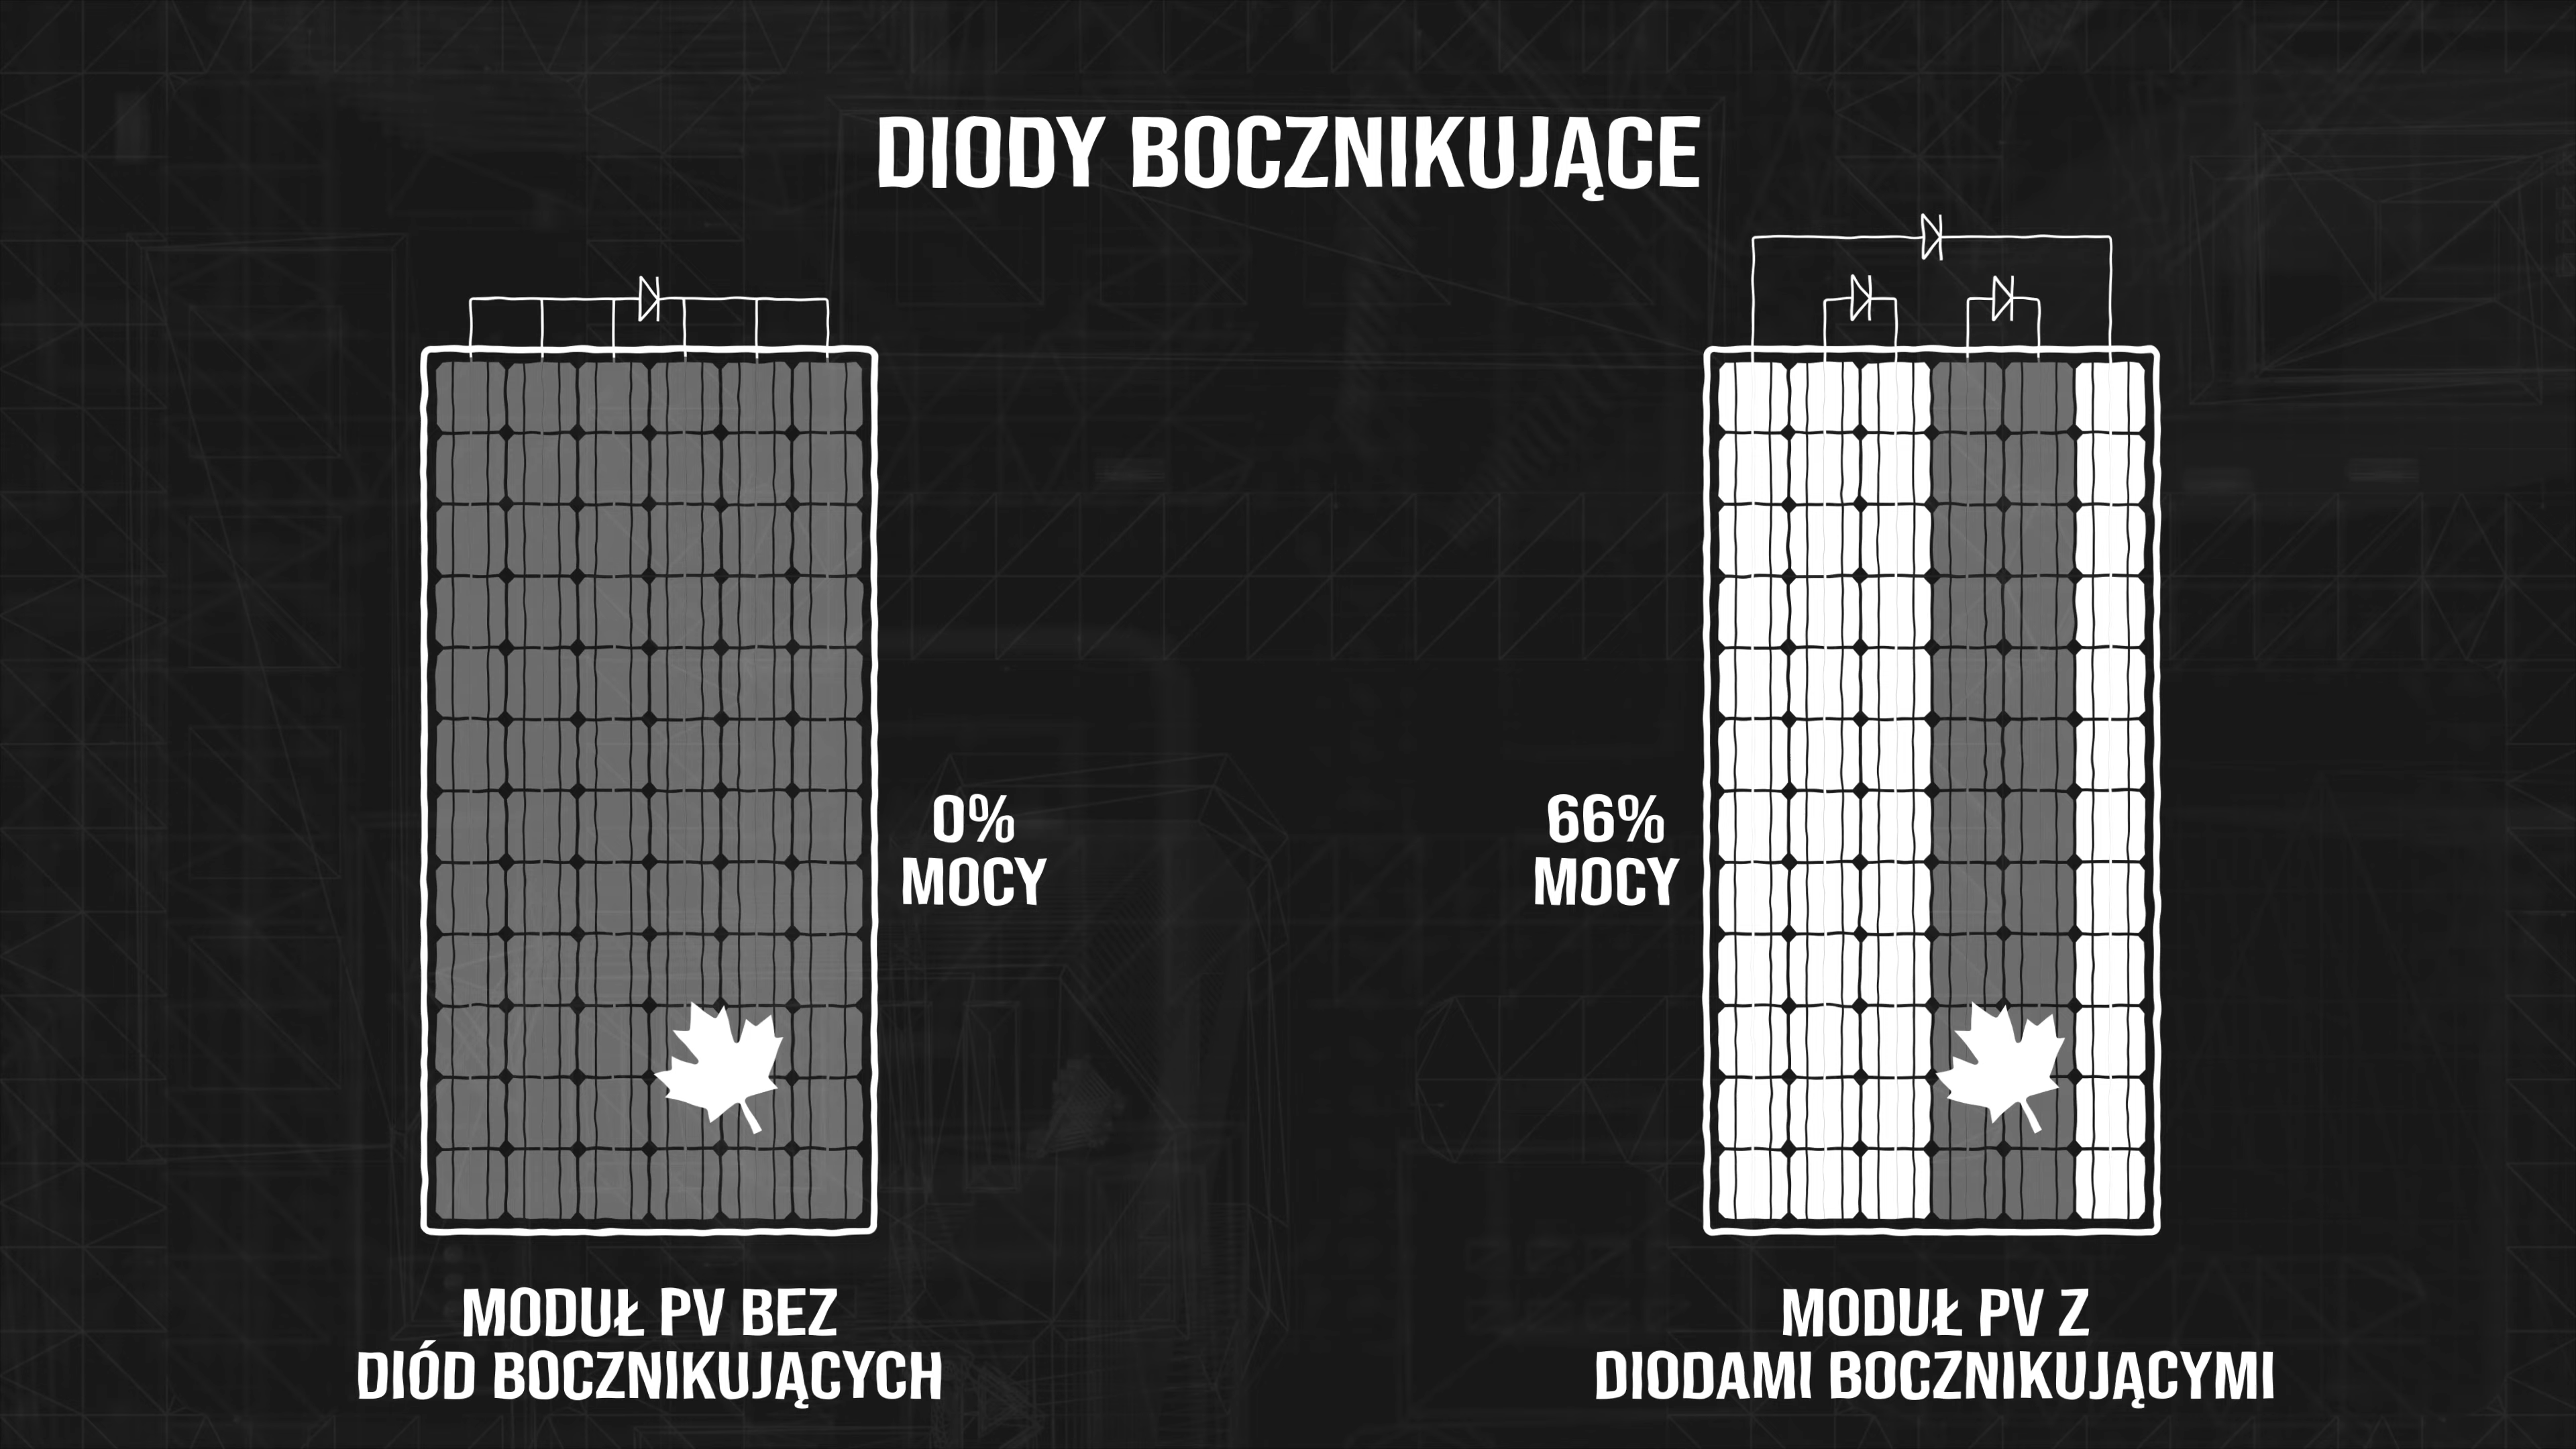 DIODY BOCZNIKUJĄCE
0%
MOCY
66%
MOCY
MODUŁ PV BEZ
DIÓD BOCZNIKUJĄCYCH
MODUŁ PV Z
DIODAMI BOCZNIKUJĄCYMI